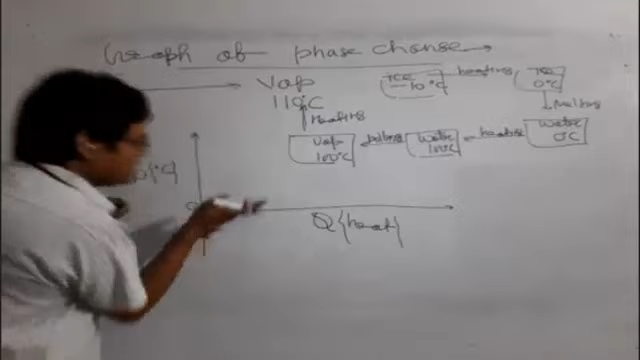 Graph of phase change
Vap
110°C
ICE
-10°C
heating
ICE
0°C
Melting
Water
0°C
heating
Water
100°C
Vap
100°C
Heating
(°C)
0
Q{heat}